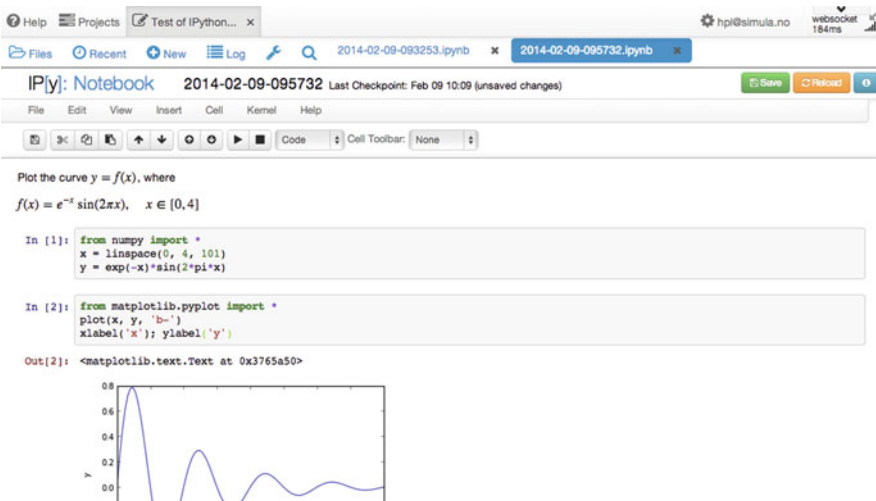 Help Projects Test of IPython... × hpl@simula.no websocket
184ms
Files Recent New Log 2014-02-09-093253.ipynb × 2014-02-09-095732.ipynb ×
IP[y]: Notebook 2014-02-09-095732 Last Checkpoint: Feb 09 10:09 (unsaved changes) Save Reload
File Edit View Insert Cell Kernel Help
Code Cell Toolbar: None
Plot the curve y = f(x), where
f(x) = e^{-x} sin(2πx), x ∈ [0,4]
In [1]: from numpy import *
x = linspace(0, 4, 101)
y = exp(-x)*sin(2*pi*x)
In [2]: from matplotlib.pyplot import *
plot(x, y, 'b-')
xlabel('x'); ylabel('y')
Out[2]: <matplotlib.text.Text at 0x3765a50>
0.8
0.6
0.4
0.2
y
0.0